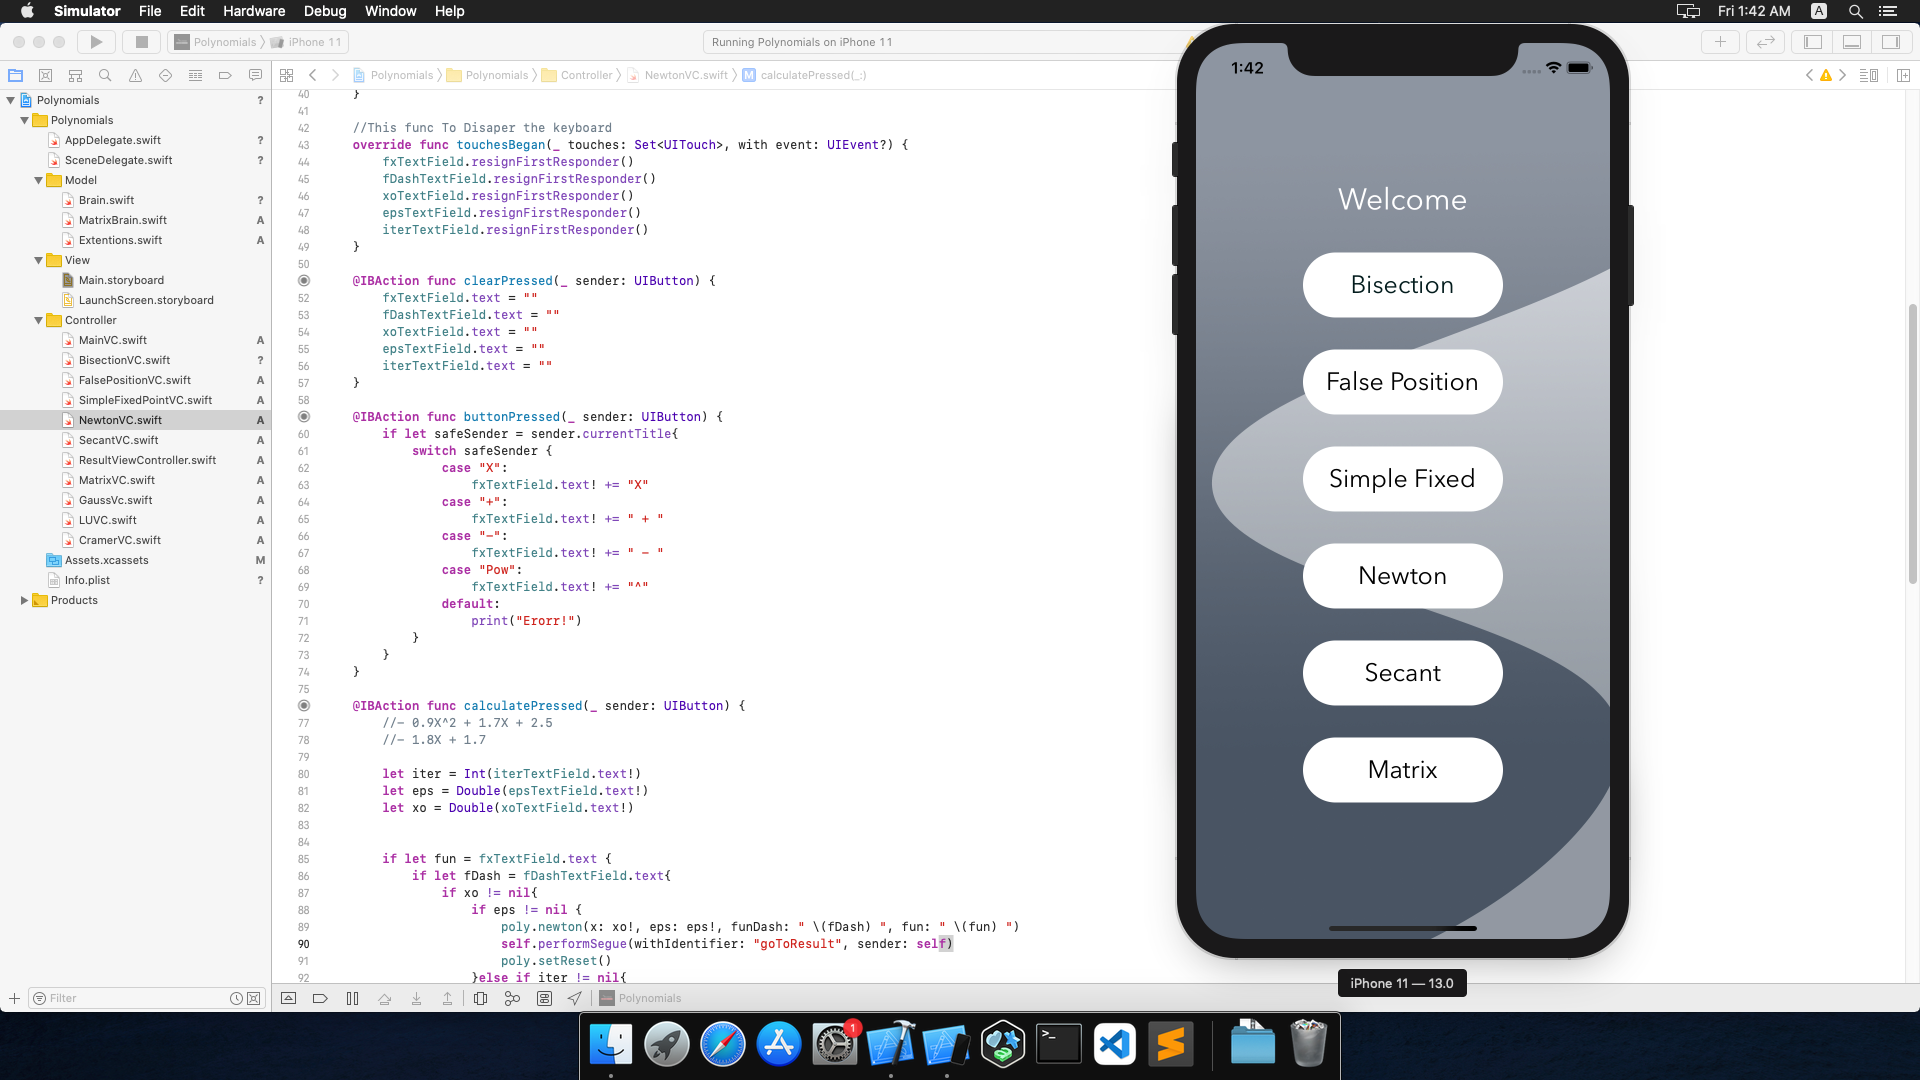 Simulator File Edit Hardware Debug Window Help
Fri 1:42 AM A
Polynomials iPhone 11
Running Polynomials on iPhone 11
Polynomials Polynomials Controller NewtonVC.swift M calculatePressed(_:)
Polynomials ?
Polynomials
AppDelegate.swift ?
SceneDelegate.swift ?
Model
Brain.swift ?
MatrixBrain.swift A
Extentions.swift A
View
Main.storyboard
LaunchScreen.storyboard
Controller
MainVC.swift A
BisectionVC.swift ?
FalsePositionVC.swift A
SimpleFixedPointVC.swift A
NewtonVC.swift A
SecantVC.swift A
ResultViewController.swift A
MatrixVC.swift A
GaussVc.swift A
LUVC.swift A
CramerVC.swift A
Assets.xcassets M
Info.plist ?
Products
Filter
40 }
41
42 //This func To Disaper the keyboard
43 override func touchesBegan(_ touches: Set<UITouch>, with event: UIEvent?) {
44 fxTextField.resignFirstResponder()
45 fDashTextField.resignFirstResponder()
46 xoTextField.resignFirstResponder()
47 epsTextField.resignFirstResponder()
48 iterTextField.resignFirstResponder()
49 }
50
@IBAction func clearPressed(_ sender: UIButton) {
52 fxTextField.text = ""
53 fDashTextField.text = ""
54 xoTextField.text = ""
55 epsTextField.text = ""
56 iterTextField.text = ""
57 }
58
@IBAction func buttonPressed(_ sender: UIButton) {
60 if let safeSender = sender.currentTitle{
61 switch safeSender {
62 case "X":
63 fxTextField.text! += "X"
64 case "+":
65 fxTextField.text! += " + "
66 case "-":
67 fxTextField.text! += " - "
68 case "Pow":
69 fxTextField.text! += "^"
70 default:
71 print("Erorr!")
72 }
73 }
74 }
75
@IBAction func calculatePressed(_ sender: UIButton) {
77 //- 0.9X^2 + 1.7X + 2.5
78 //- 1.8X + 1.7
79
80 let iter = Int(iterTextField.text!)
81 let eps = Double(epsTextField.text!)
82 let xo = Double(xoTextField.text!)
83
84
85 if let fun = fxTextField.text {
86 if let fDash = fDashTextField.text{
87 if xo != nil{
88 if eps != nil {
89 poly.newton(x: xo!, eps: eps!, funDash: " \(fDash) ", fun: " \(fun) ")
90 self.performSegue(withIdentifier: "goToResult", sender: self)
91 poly.setReset()
92 }else if iter != nil{
Polynomials
1:42
Welcome
Bisection
False Position
Simple Fixed
Newton
Secant
Matrix
iPhone 11 — 13.0
1
>_